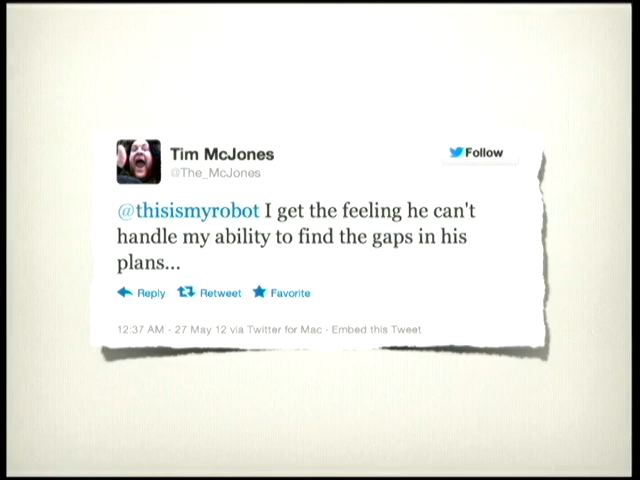 Tim McJones
@The_McJones
Follow
@thisismyrobot I get the feeling he can't
handle my ability to find the gaps in his
plans...
Reply Retweet Favorite
12:37 AM - 27 May 12 via Twitter for Mac · Embed this Tweet